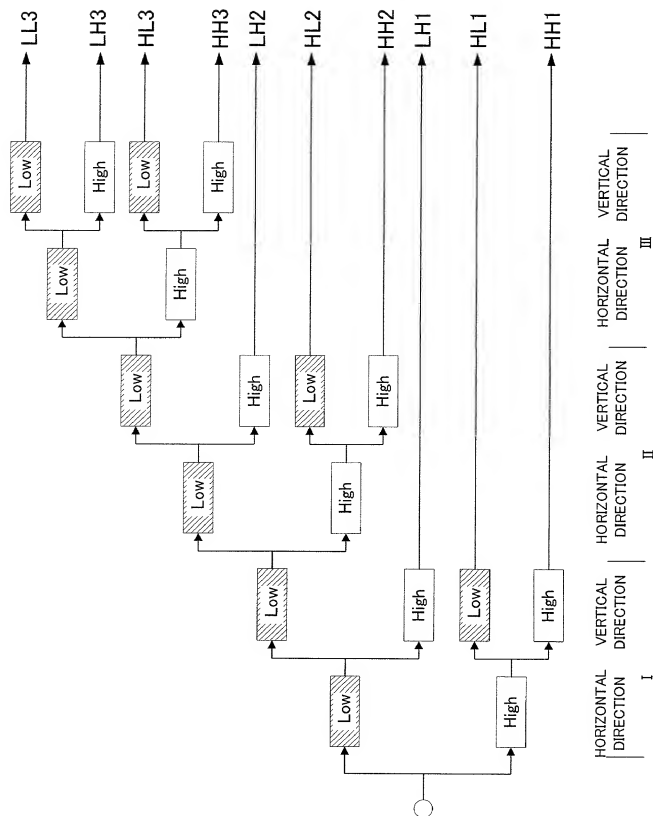 LL3
LH3
HL3
HH3
LH2
HL2
HH2
LH1
HL1
HH1
Low
High
Low
High
Low
High
Low
High
Low
High
Low
High
Low
High
Low
High
Low
High
HORIZONTAL
DIRECTION
VERTICAL
DIRECTION
I
HORIZONTAL
DIRECTION
VERTICAL
DIRECTION
II
HORIZONTAL
DIRECTION
VERTICAL
DIRECTION
III